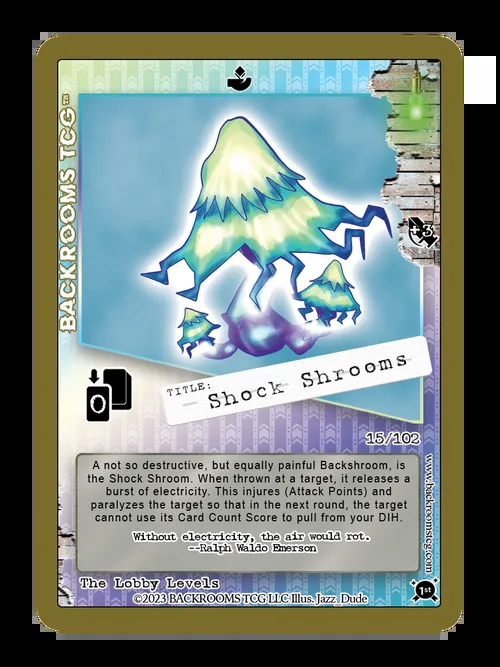 BACKROOMS TCG™
+3
0
TITLE:
Shock Shrooms
15/102
A not so destructive, but equally painful Backshroom, is
the Shock Shroom. When thrown at a target, it releases a
burst of electricity. This injures (Attack Points) and
paralyzes the target so that in the next round, the target
cannot use its Card Count Score to pull from your DIH.
Without electricity, the air would rot.
--Ralph Waldo Emerson
www.backroomstcg.com
The Lobby Levels
©2023 BACKROOMS TCG LLC Illus. Jazz_Dude
1st